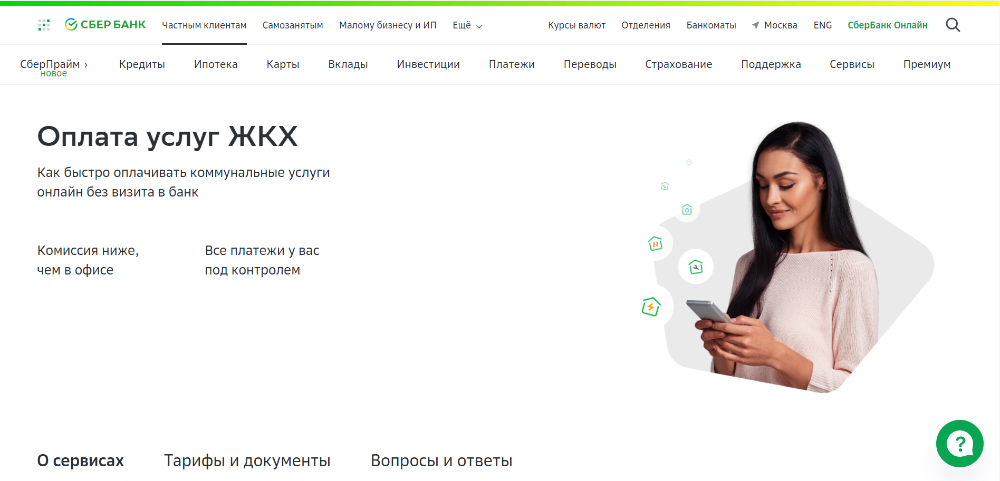 СБЕР БАНК
Частным клиентам
Самозанятым
Малому бизнесу и ИП
Ещё
Курсы валют
Отделения
Банкоматы
Москва
ENG
СберБанк Онлайн
СберПрайм ›
новое
Кредиты
Ипотека
Карты
Вклады
Инвестиции
Платежи
Переводы
Страхование
Поддержка
Сервисы
Премиум
Оплата услуг ЖКХ
Как быстро оплачивать коммунальные услуги
онлайн без визита в банк
Комиссия ниже,
чем в офисе
Все платежи у вас
под контролем
О сервисах
Тарифы и документы
Вопросы и ответы
?